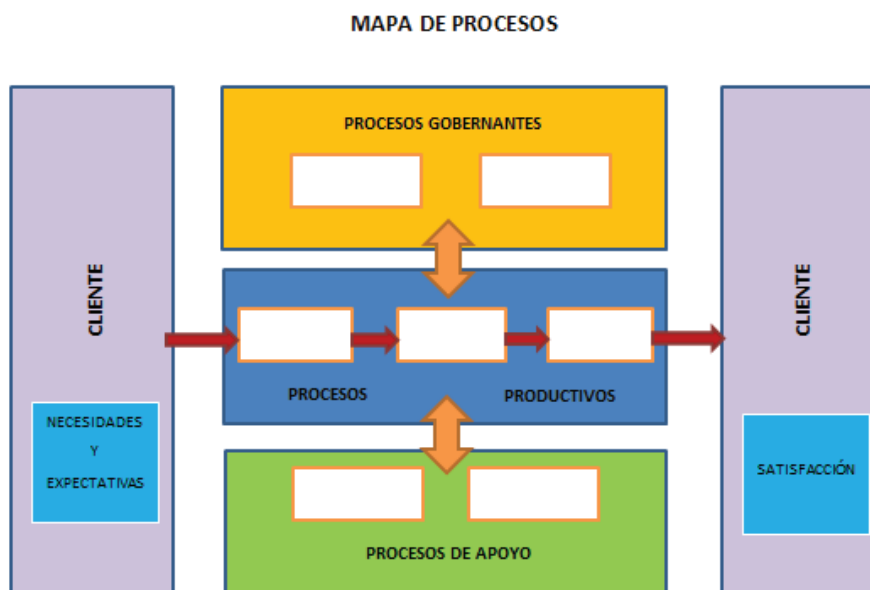 MAPA DE PROCESOS
CLIENTE
NECESIDADES
Y
EXPECTATIVAS
PROCESOS GOBERNANTES
PROCESOS PRODUCTIVOS
PROCESOS DE APOYO
CLIENTE
SATISFACCIÓN